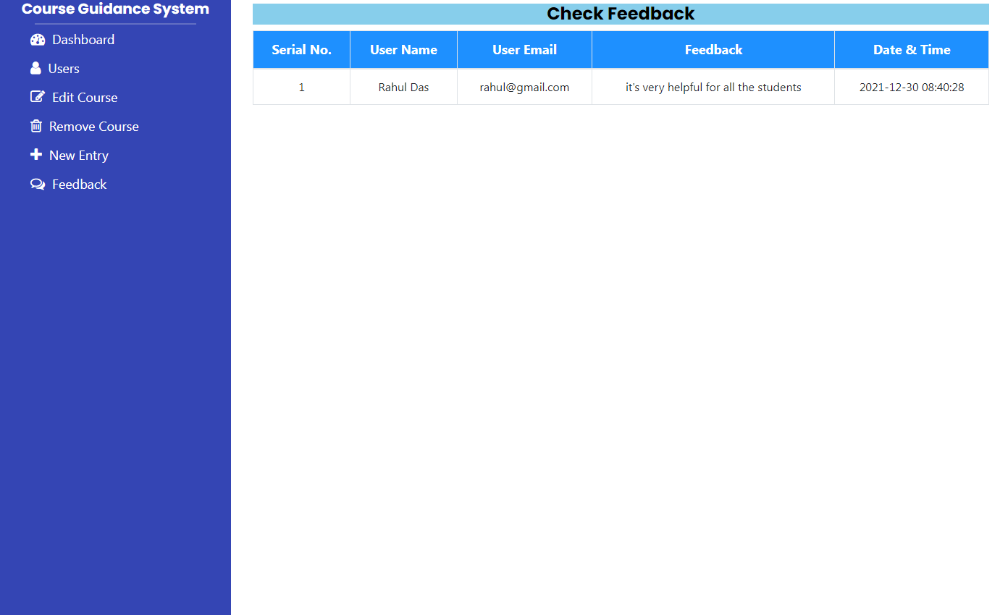 Course Guidance System
Dashboard
Users
Edit Course
Remove Course
New Entry
Feedback
Check Feedback
Serial No. User Name User Email Feedback Date & Time
1 Rahul Das rahul@gmail.com it's very helpful for all the students 2021-12-30 08:40:28